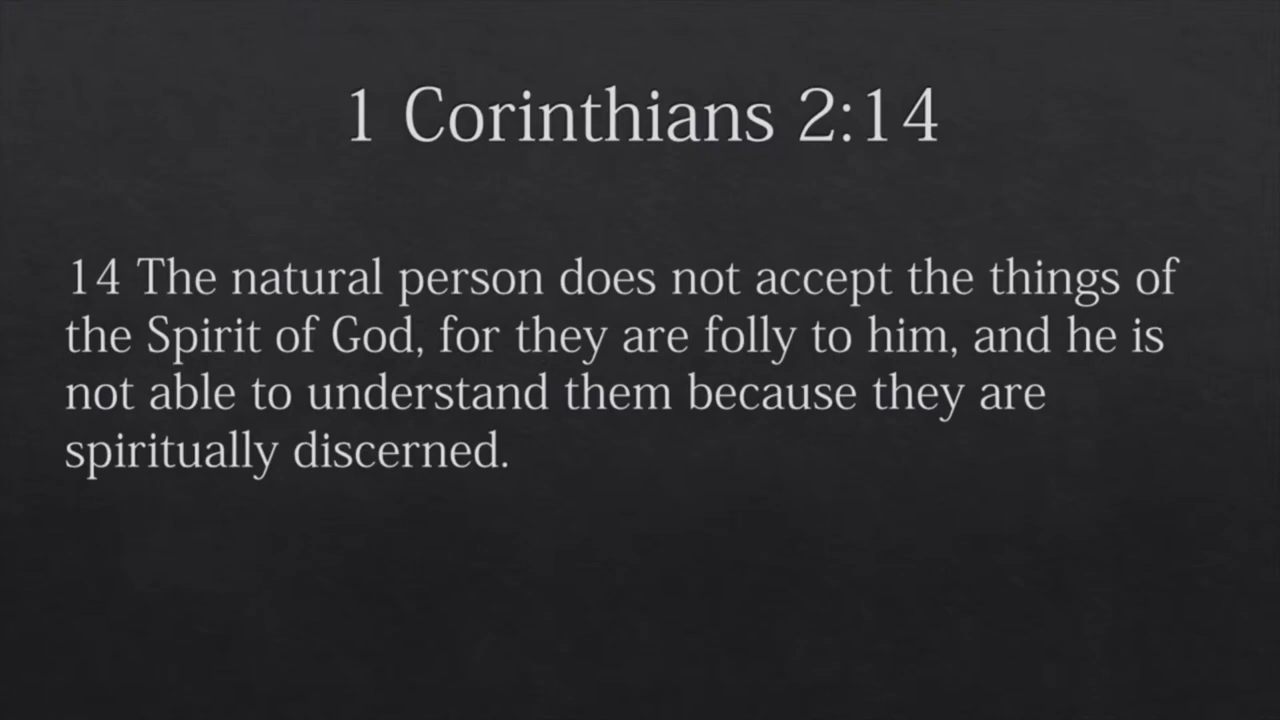 1 Corinthians 2:14
14 The natural person does not accept the things of
the Spirit of God, for they are folly to him, and he is
not able to understand them because they are
spiritually discerned.